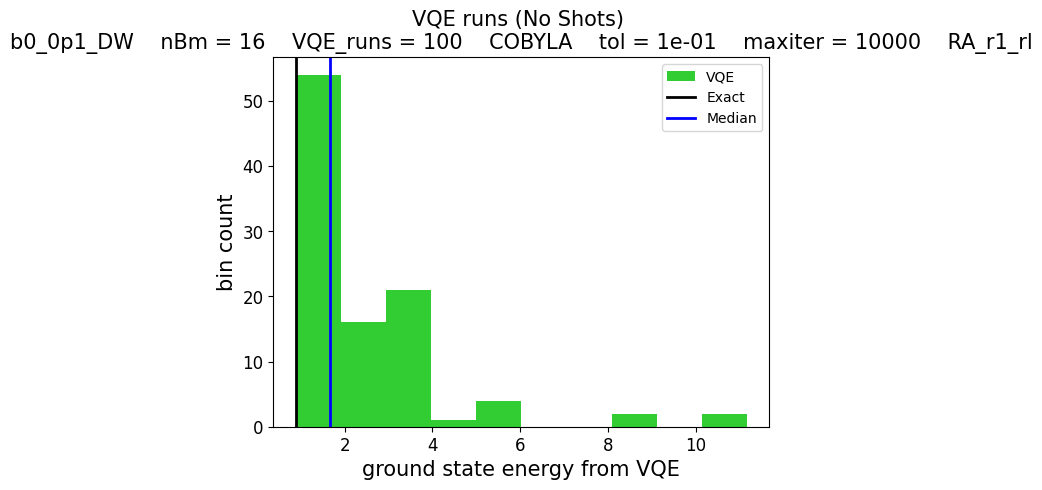 VQE runs (No Shots)
b0_0p1_DW    nBm = 16    VQE_runs = 100    COBYLA    tol = 1e-01    maxiter = 10000    RA_r1_rl
VQE
Exact
Median
bin count
50
40
30
20
10
0
2 4 6 8 10
ground state energy from VQE